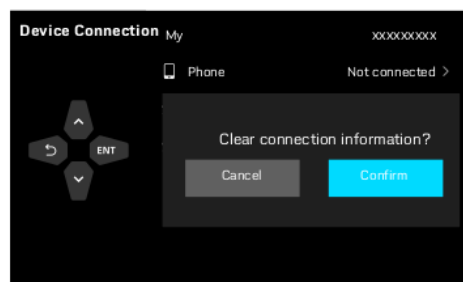 Device Connection My xxxxxxxxx
Phone Not connected >
ENT
Clear connection information?
Cancel Confirm